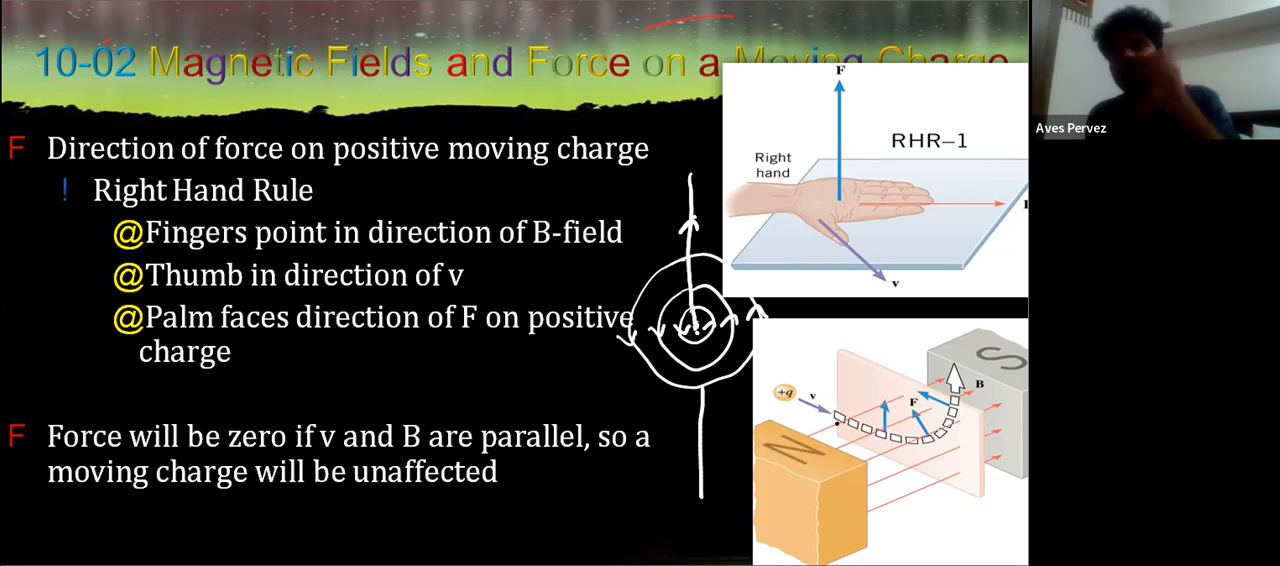 10-02 Magnetic Fields and Force on a Moving Charge
F Direction of force on positive moving charge
! Right Hand Rule
@Fingers point in direction of B-field
@Thumb in direction of v
@Palm faces direction of F on positive
charge
F Force will be zero if v and B are parallel, so a
moving charge will be unaffected
F
RHR–1
Right
hand
v
+q
v
F
B
N
S
Aves Pervez